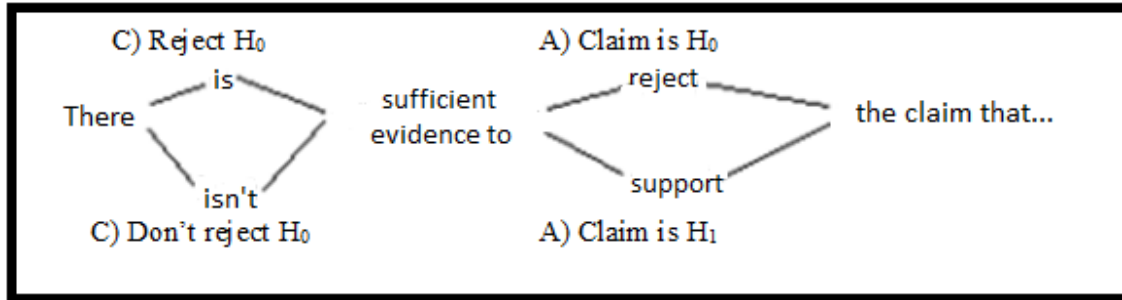 C) Reject H₀ A) Claim is H₀
is reject
There sufficient evidence to the claim that...
isn't support
C) Don't reject H₀ A) Claim is H₁